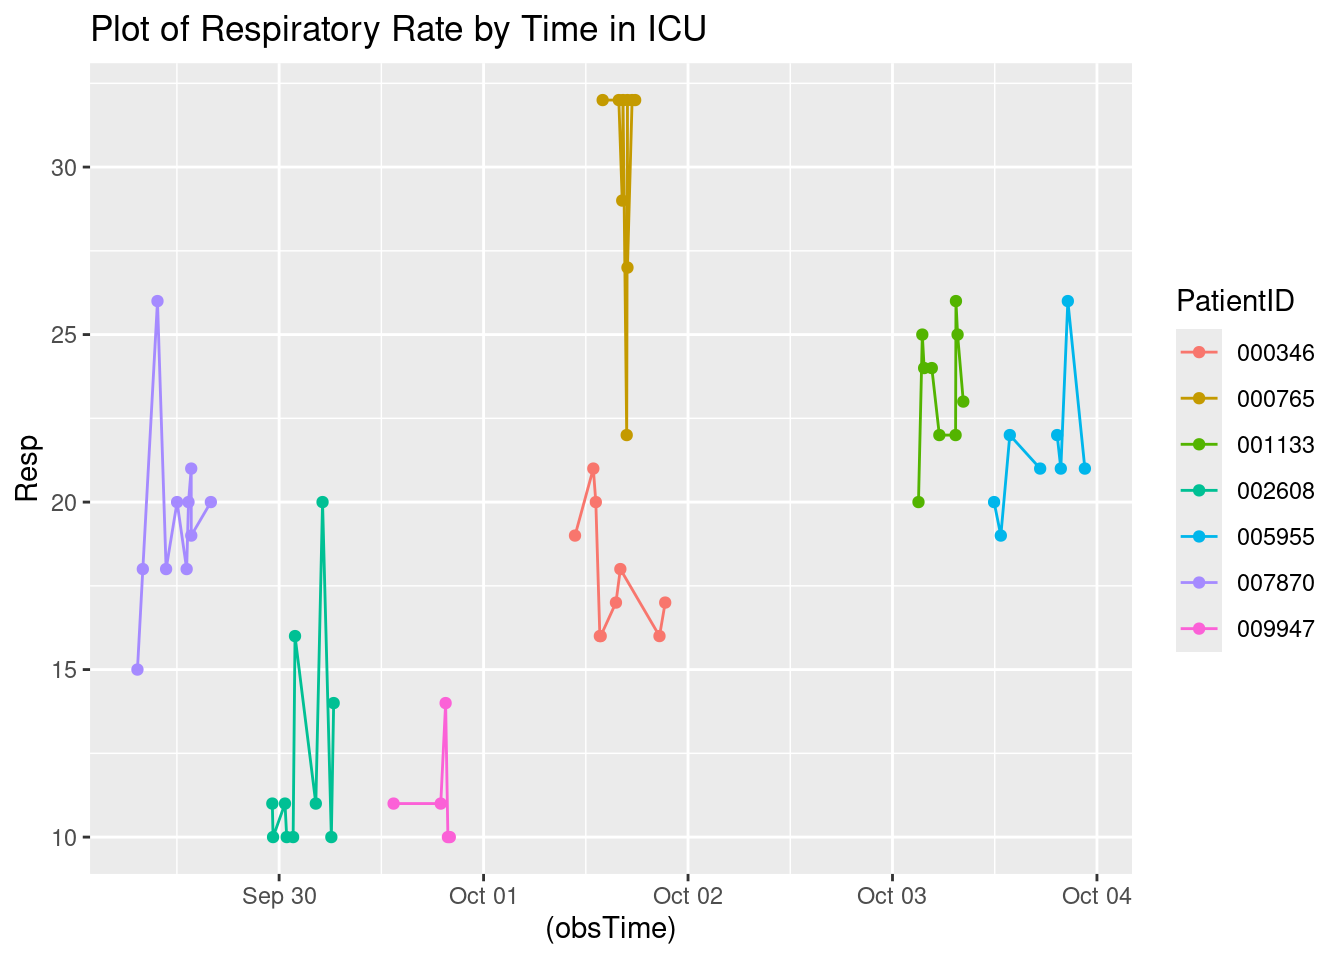 Plot of Respiratory Rate by Time in ICU
Resp
30
25
20
15
10
Sep 30
Oct 01
Oct 02
Oct 03
Oct 04
(obsTime)
PatientID
000346
000765
001133
002608
005955
007870
009947